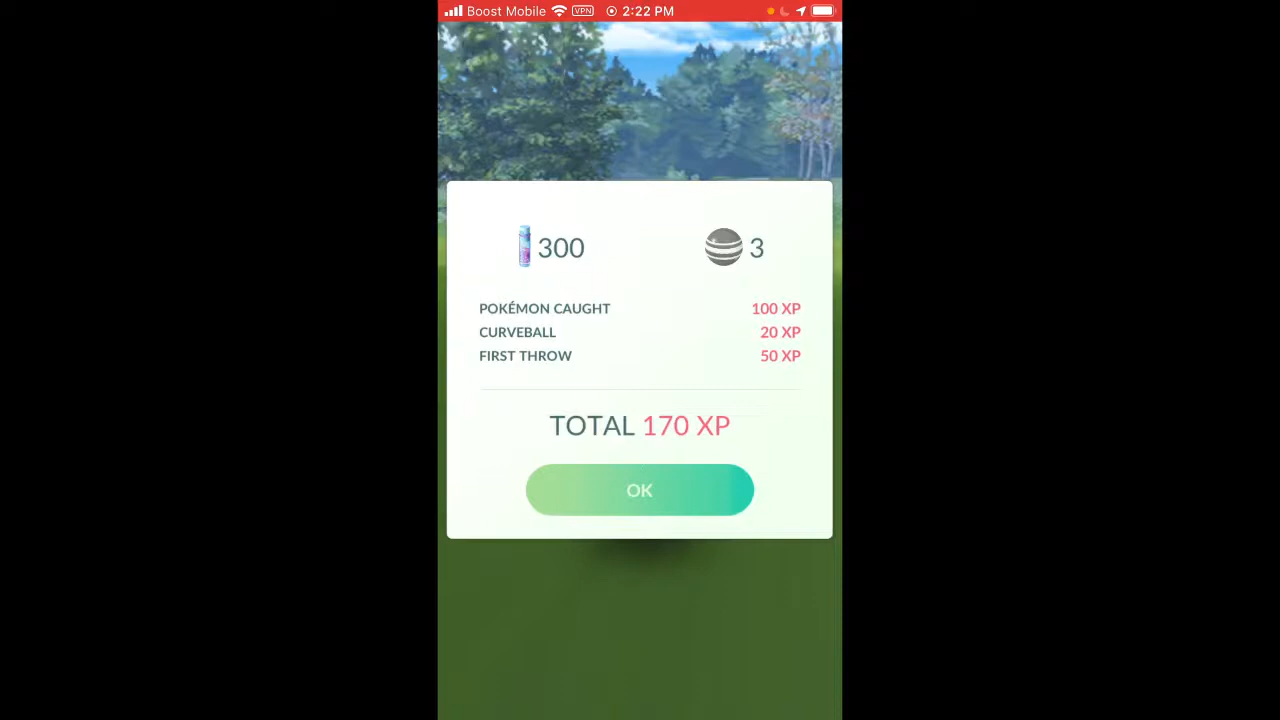 Boost Mobile VPN 2:22 PM
300 3
POKÉMON CAUGHT 100 XP
CURVEBALL 20 XP
FIRST THROW 50 XP
TOTAL 170 XP
OK